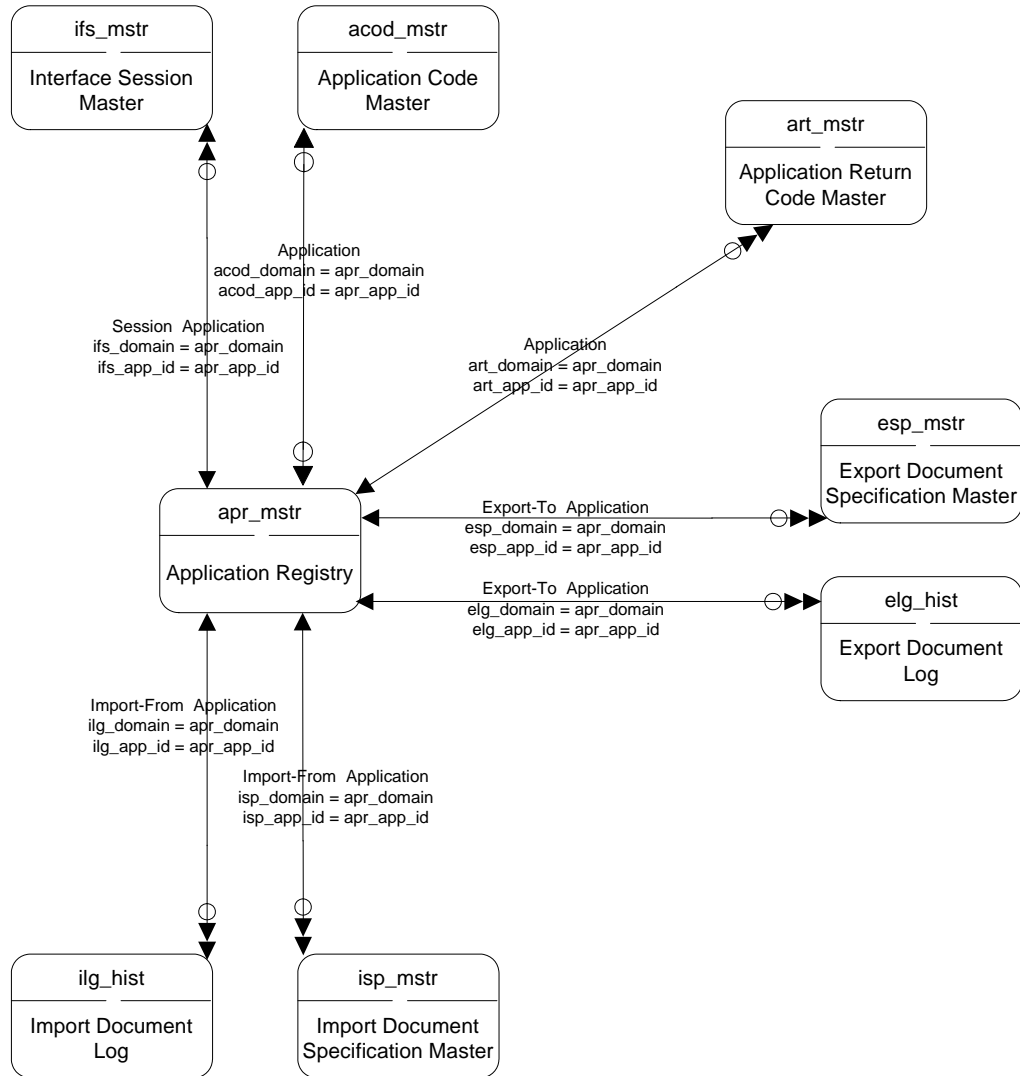 ifs_mstr
Interface Session
Master
acod_mstr
Application Code
Master
art_mstr
Application Return
Code Master
Application
acod_domain = apr_domain
acod_app_id = apr_app_id
Session Application
ifs_domain = apr_domain
ifs_app_id = apr_app_id
Application
art_domain = apr_domain
art_app_id = apr_app_id
esp_mstr
Export Document
Specification Master
apr_mstr
Application Registry
Export-To Application
esp_domain = apr_domain
esp_app_id = apr_app_id
Export-To Application
elg_domain = apr_domain
elg_app_id = apr_app_id
elg_hist
Export Document
Log
Import-From Application
ilg_domain = apr_domain
ilg_app_id = apr_app_id
Import-From Application
isp_domain = apr_domain
isp_app_id = apr_app_id
ilg_hist
Import Document
Log
isp_mstr
Import Document
Specification Master